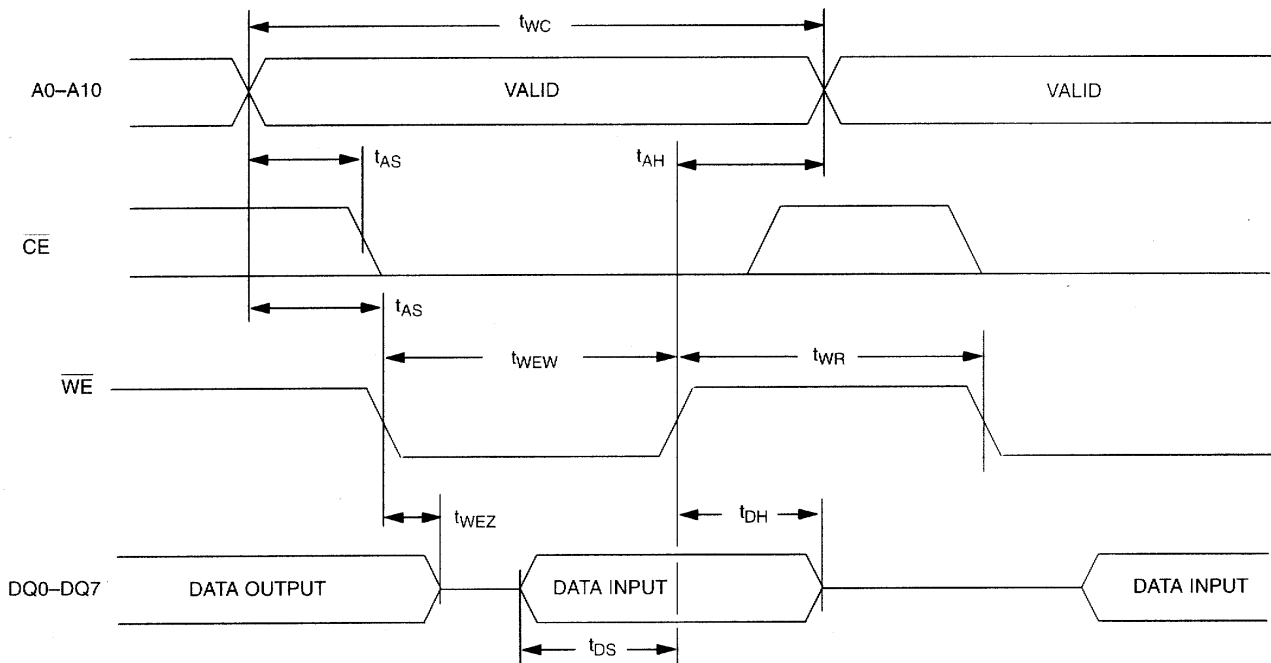 tWC
A0–A10
VALID
VALID
tAS
tAH
CE
tAS
tWEW
tWR
WE
tWEZ
tDH
DQ0–DQ7
DATA OUTPUT
DATA INPUT
DATA INPUT
tDS